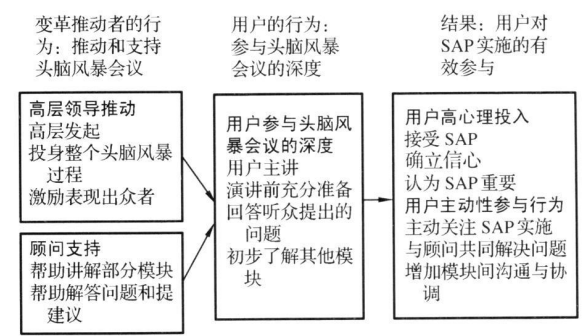 变革推动者的行
为：推动和支持
头脑风暴会议
用户的行为：
参与头脑风暴
会议的深度
结果：用户对
SAP实施的有
效参与
高层领导推动
高层发起
投身整个头脑风暴
过程
激励表现出众者
顾问支持
帮助讲解部分模块
帮助解答问题和提
建议
用户参与头脑风
暴会议的深度
用户主讲
演讲前充分准备
回答听众提出的
问题
初步了解其他模
块
用户高心理投入
接受 SAP
确立信心
认为 SAP 重要
用户主动性参与行为
主动关注 SAP 实施
与顾问共同解决问题
增加模块间沟通与协
调